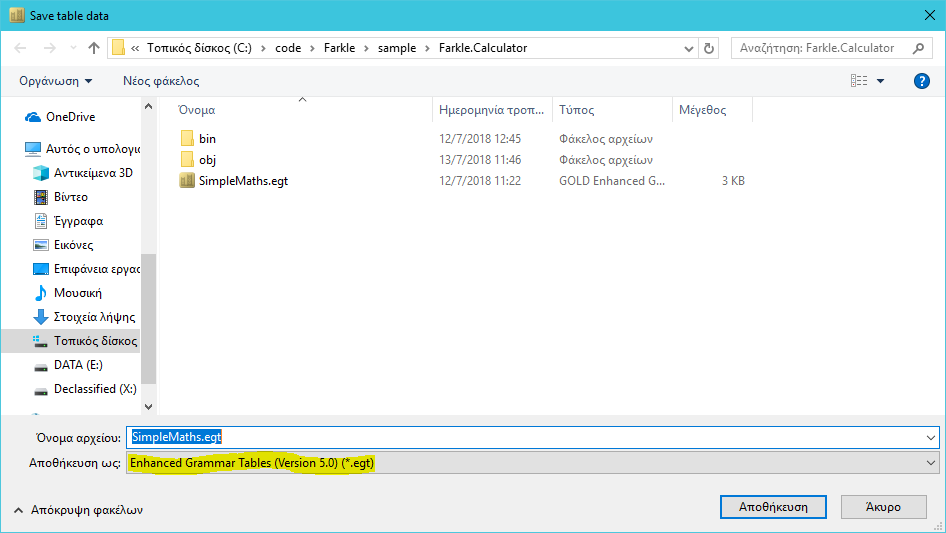 Save table data
« Τοπικός δίσκος (C:) › code › Farkle › sample › Farkle.Calculator
Αναζήτηση: Farkle.Calculator
Οργάνωση
Νέος φάκελος
?
Όνομα
Ημερομηνία τροπ...
Τύπος
Μέγεθος
OneDrive
Αυτός ο υπολογισ
Αντικείμενα 3D
Βίντεο
Έγγραφα
Εικόνες
Επιφάνεια εργασ
Μουσική
Στοιχεία λήψης
Τοπικός δίσκος
DATA (E:)
Declassified (X:)
bin 12/7/2018 12:45 Φάκελος αρχείων
obj 13/7/2018 11:46 Φάκελος αρχείων
SimpleMaths.egt 12/7/2018 11:22 GOLD Enhanced G... 3 KB
Όνομα αρχείου: SimpleMaths.egt
Αποθήκευση ως: Enhanced Grammar Tables (Version 5.0) (*.egt)
Απόκρυψη φακέλων
Αποθήκευση
Άκυρο